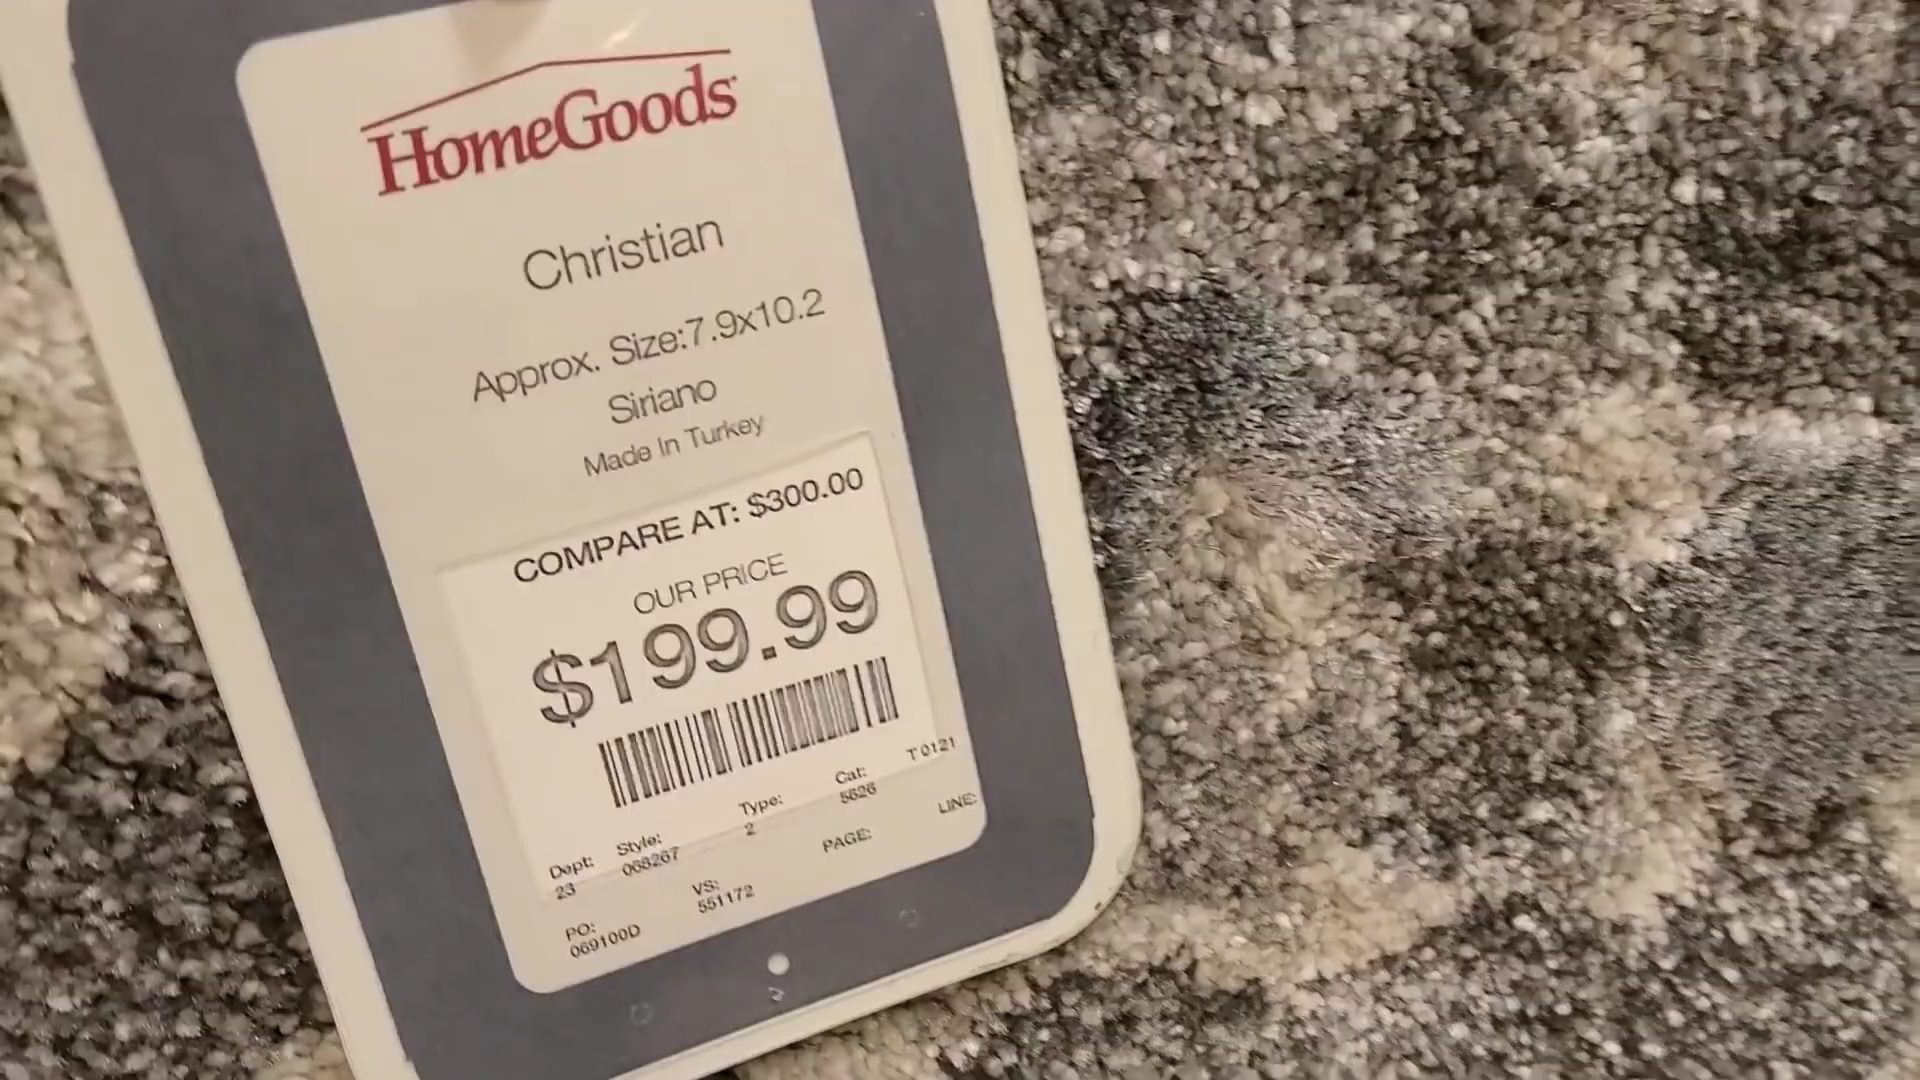 HomeGoods
Christian
Approx. Size:7.9x10.2
Siriano
Made In Turkey
COMPARE AT: $300.00
OUR PRICE
$199.99
Dept: Style: Type: Cat: T 0121
23 068267 2 5626
PO: VS: PAGE: LINE:
069100D 551172